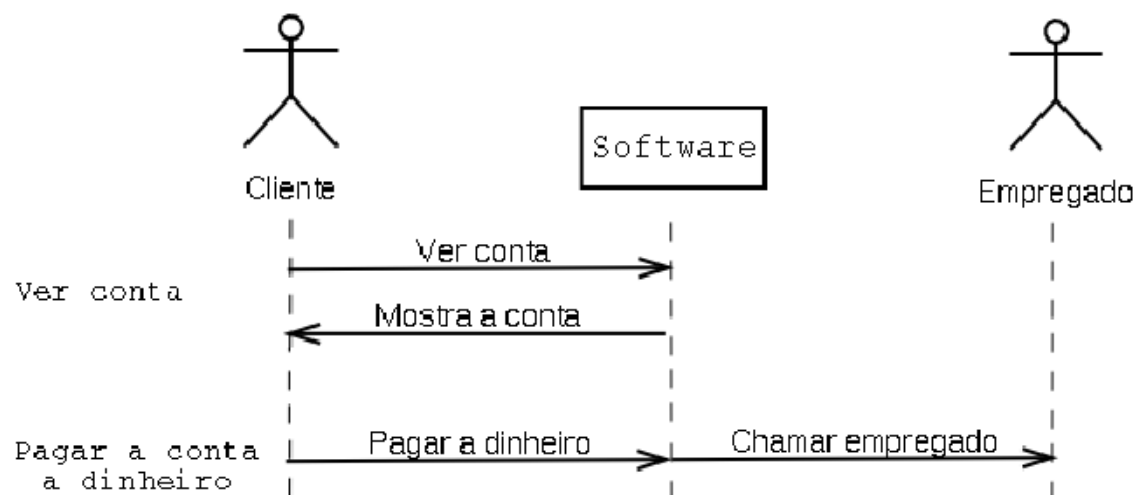 Software
Cliente
Empregado
Ver conta
Ver conta
Mostra a conta
Pagar a conta
a dinheiro
Pagar a dinheiro
Chamar empregado